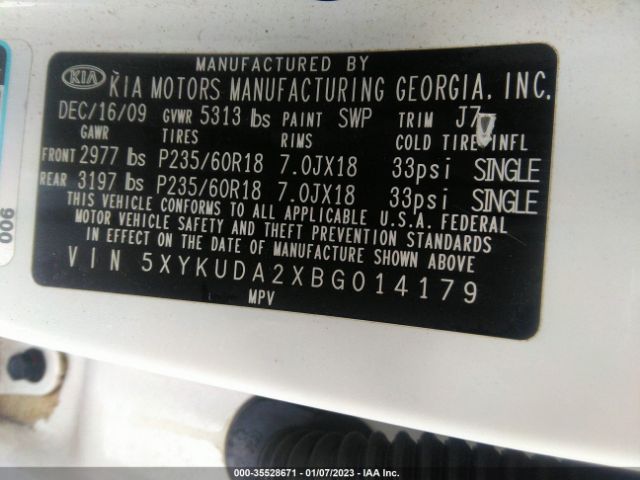 MANUFACTURED BY
KIA KIA MOTORS MANUFACTURING GEORGIA, INC.
DEC/16/09 GVWR 5313 lbs PAINT SWP TRIM J7
GAWR TIRES RIMS COLD TIRE INFL
FRONT 2977 lbs P235/60R18 7.0JX18 33psi SINGLE
REAR 3197 lbs P235/60R18 7.0JX18 33psi SINGLE
THIS VEHICLE CONFORMS TO ALL APPLICABLE U.S.A. FEDERAL
MOTOR VEHICLE SAFETY AND THEFT PREVENTION STANDARDS
IN EFFECT ON THE DATE OF MANUFACTURE SHOWN ABOVE
VIN 5XYKUDA2XBG014179
MPV
006
000-35528671 | 01/07/2023 | IAA Inc.